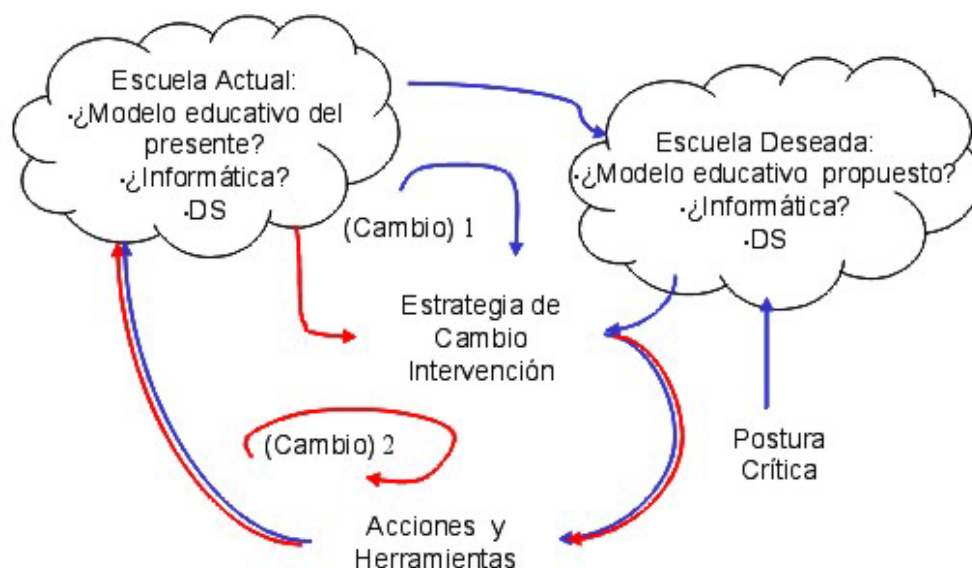 Escuela Actual:
·¿Modelo educativo del
presente?
·¿Informática?
·DS
Escuela Deseada:
·¿Modelo educativo propuesto?
·¿Informática?
·DS
(Cambio) 1
Estrategia de
Cambio
Intervención
(Cambio) 2
Postura
Crítica
Acciones y
Herramientas